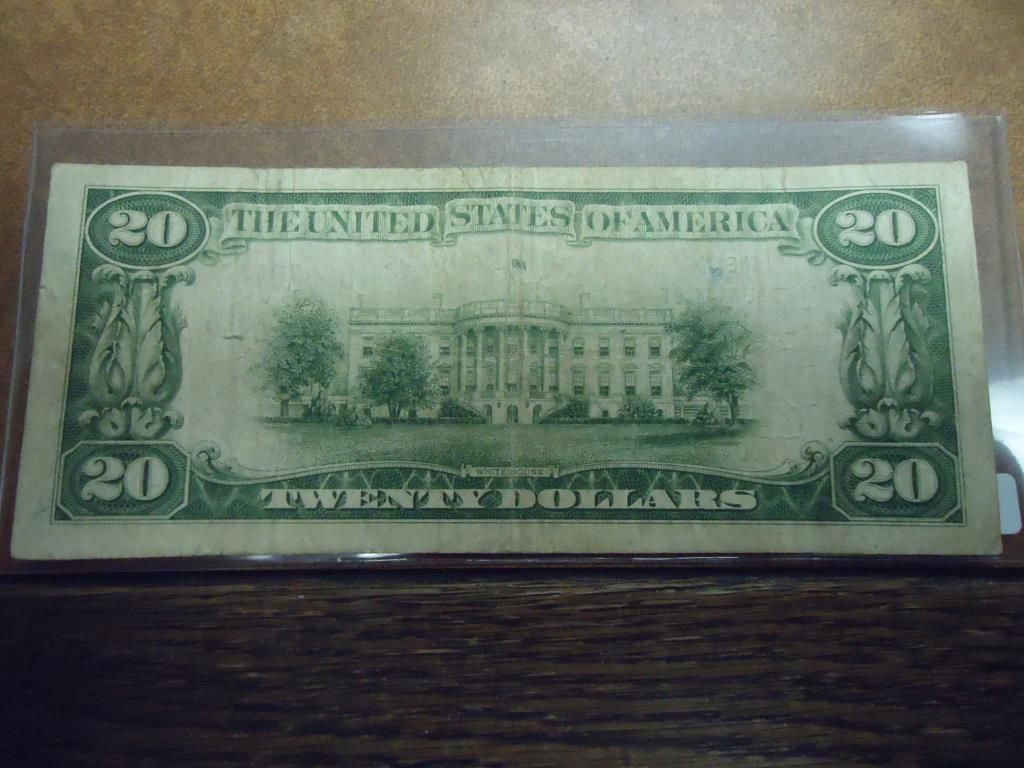 20 THE UNITED STATES OF AMERICA 20
WHITE HOUSE
20 TWENTY DOLLARS 20